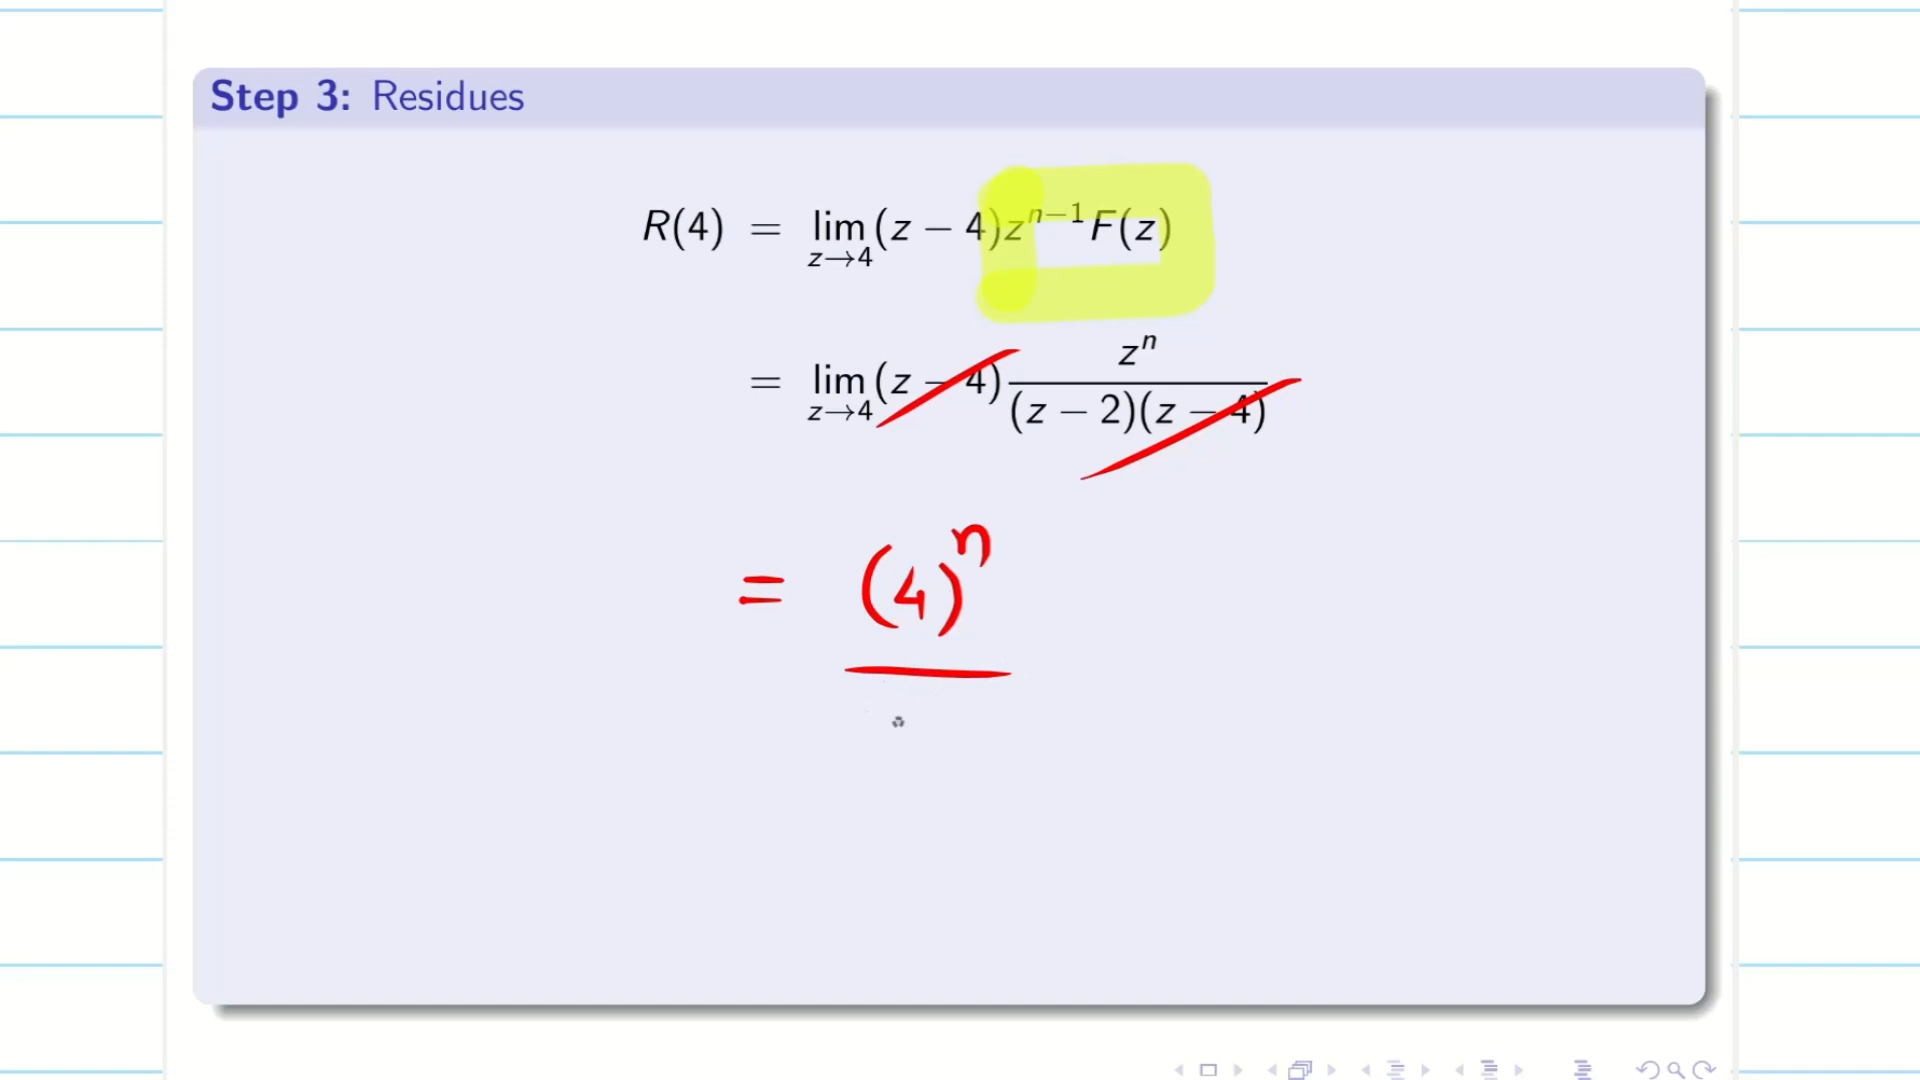 Step 3: Residues
R(4) = lim_{z→4} (z − 4)z^{n−1}F(z)
= lim_{z→4} (z − 4) z^n / (z − 2)(z − 4)
= (4)^n